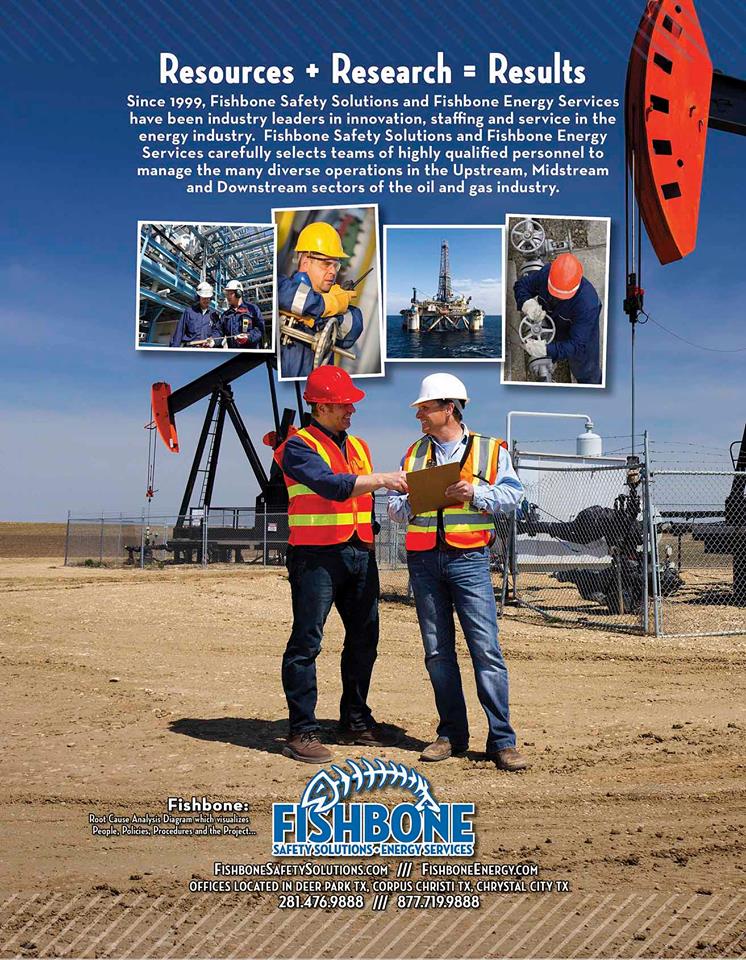 Resources + Research = Results
Since 1999, Fishbone Safety Solutions and Fishbone Energy Services
have been industry leaders in innovation, staffing and service in the
energy industry. Fishbone Safety Solutions and Fishbone Energy
Services carefully selects teams of highly qualified personnel to
manage the many diverse operations in the Upstream, Midstream
and Downstream sectors of the oil and gas industry.
Fishbone:
Root Cause Analysis Diagram which visualizes
People, Policies, Procedures and the Project...
FISHBONE
SAFETY SOLUTIONS • ENERGY SERVICES
FISHBONESAFETYSOLUTIONS.COM /// FISHBONEENERGY.COM
OFFICES LOCATED IN DEER PARK TX, CORPUS CHRISTI TX, CHRYSTAL CITY TX
281.476.9888 /// 877.719.9888